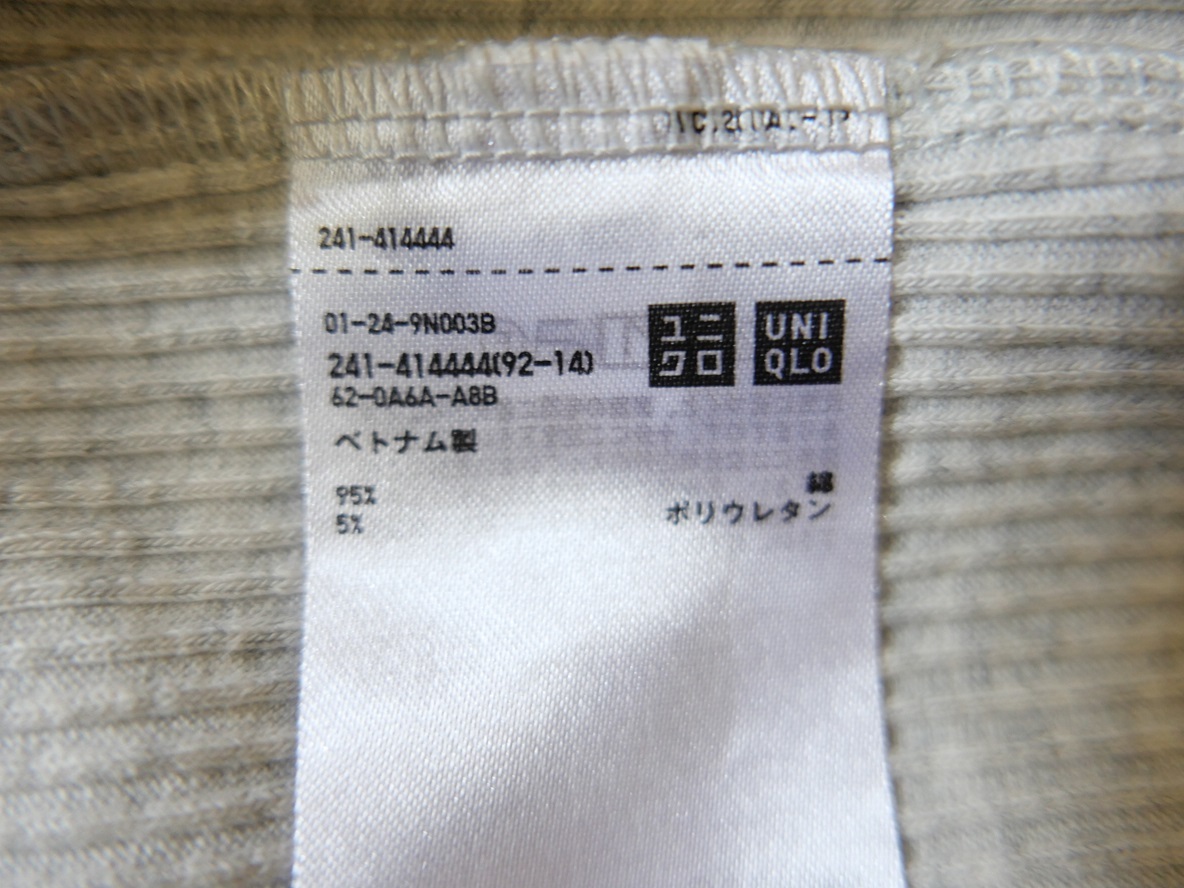 241-414444
01-24-9N003B
241-414444(92-14)
62-0A6A-A8B
ユニ
クロ
UNI
QLO
ベトナム製
95% 綿
5% ポリウレタン